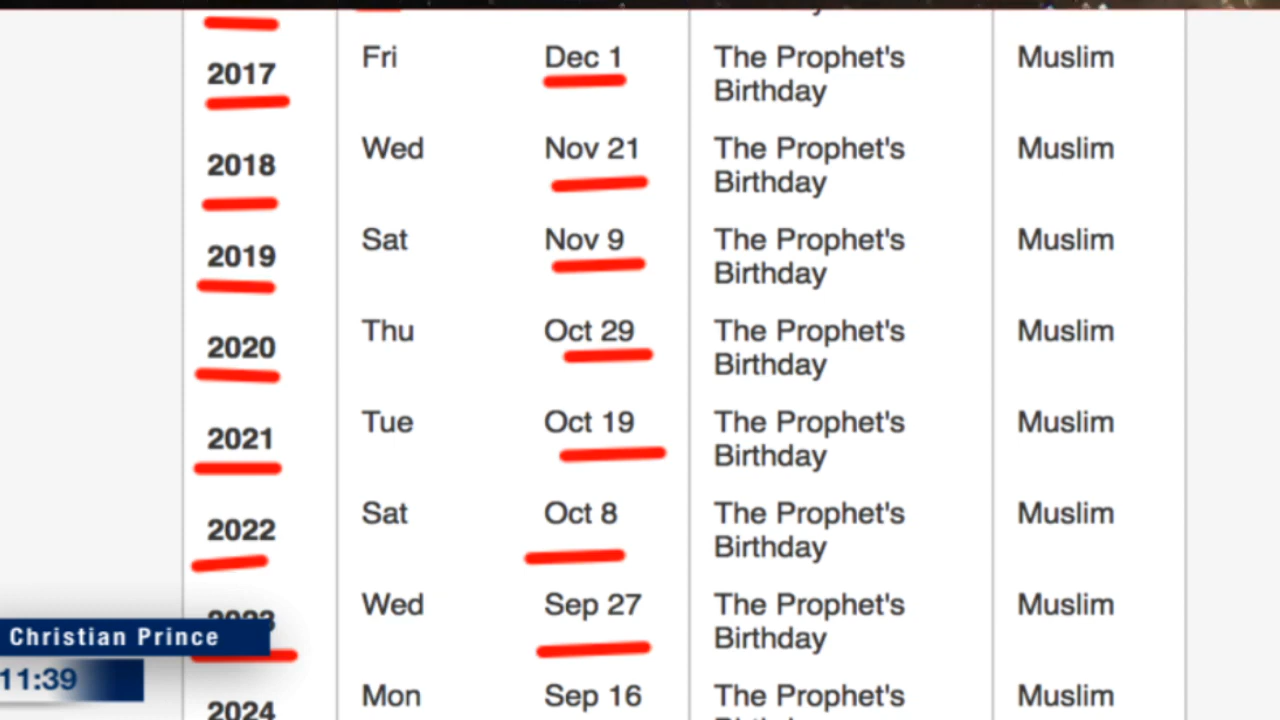 2017 Fri Dec 1 The Prophet's Muslim
Birthday
2018 Wed Nov 21 The Prophet's Muslim
Birthday
2019 Sat Nov 9 The Prophet's Muslim
Birthday
2020 Thu Oct 29 The Prophet's Muslim
Birthday
2021 Tue Oct 19 The Prophet's Muslim
Birthday
2022 Sat Oct 8 The Prophet's Muslim
Birthday
2023 Wed Sep 27 The Prophet's Muslim
Birthday
Christian Prince
11:39
2024 Mon Sep 16 The Prophet's Muslim